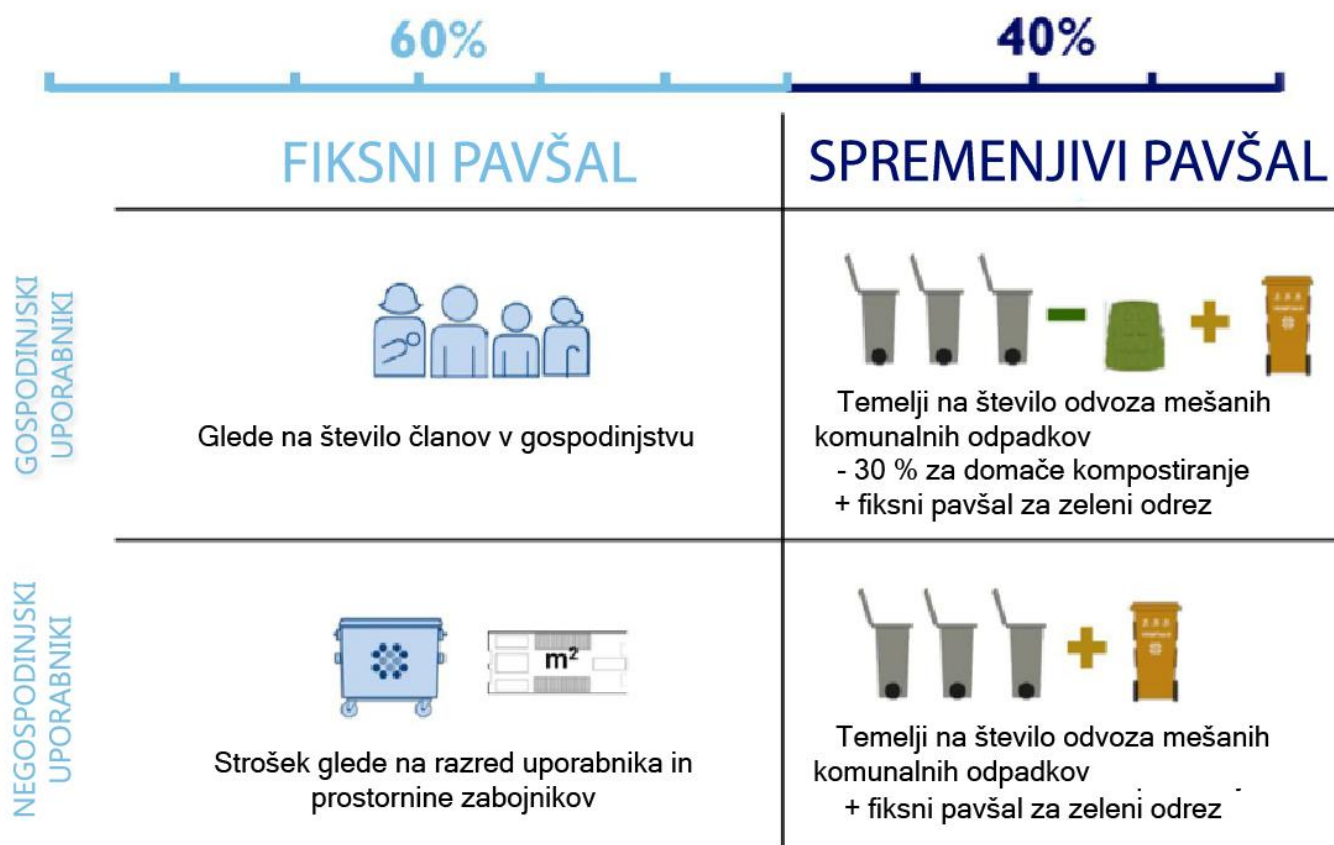 60%
40%
FIKSNI PAVŠAL
SPREMENJIVI PAVŠAL
GOSPODINJSKI
UPORABNIKI
Glede na število članov v gospodinjstvu
Temelji na število odvoza mešanih
komunalnih odpadkov
- 30 % za domače kompostiranje
+ fiksni pavšal za zeleni odrez
NEGOSPODINJSKI
UPORABNIKI
m²
Strošek glede na razred uporabnika in
prostornine zabojnikov
Temelji na število odvoza mešanih
komunalnih odpadkov
+ fiksni pavšal za zeleni odrez